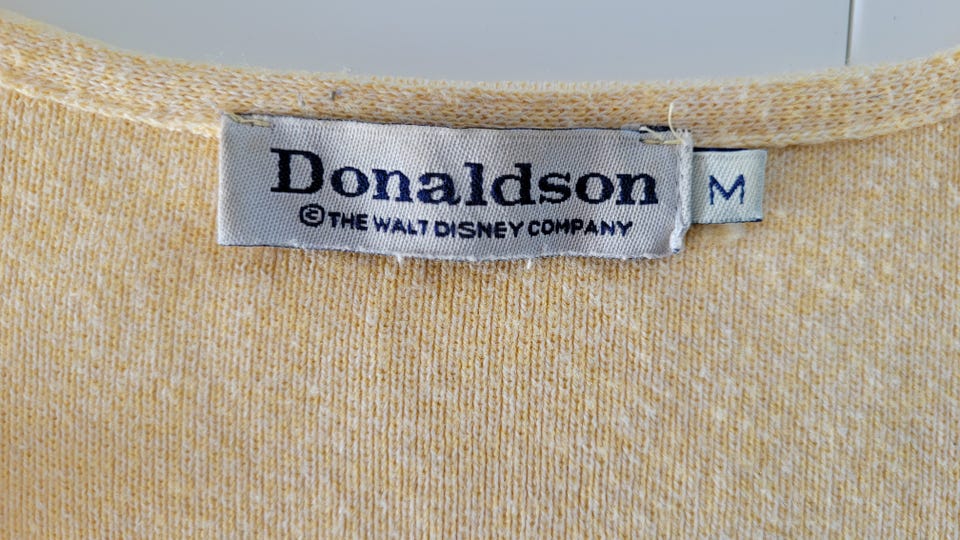 Donaldson
© THE WALT DISNEY COMPANY
M